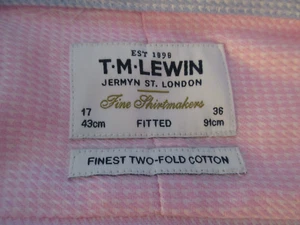 EST 1898
T·M·LEWIN
JERMYN ST. LONDON
Fine Shirtmakers
17 36
43cm FITTED 91cm
FINEST TWO-FOLD COTTON